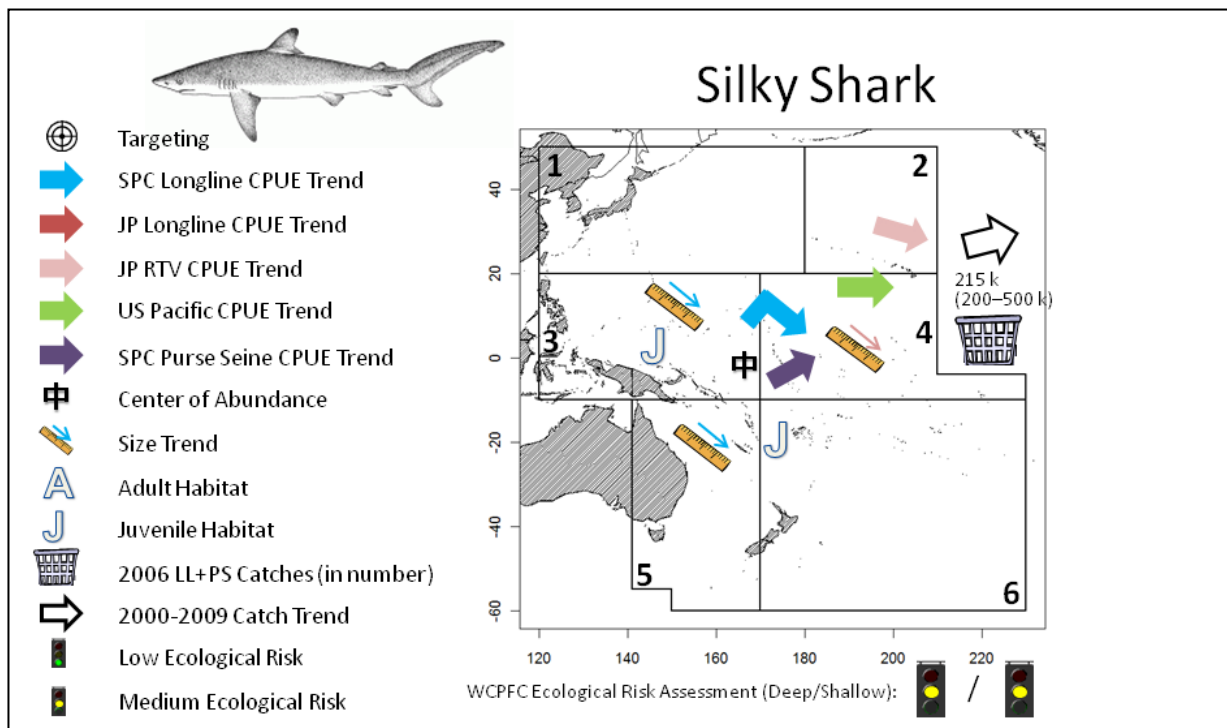 Silky Shark
Targeting
SPC Longline CPUE Trend
JP Longline CPUE Trend
JP RTV CPUE Trend
US Pacific CPUE Trend
SPC Purse Seine CPUE Trend
中
Center of Abundance
Size Trend
A
Adult Habitat
J
Juvenile Habitat
2006 LL+PS Catches (in number)
2000-2009 Catch Trend
Low Ecological Risk
Medium Ecological Risk
1
2
3
4
5
6
J
中
J
215 k
(200–500 k)
40
20
0
-20
-40
-60
120 140 160 180 200 220
WCPFC Ecological Risk Assessment (Deep/Shallow): /